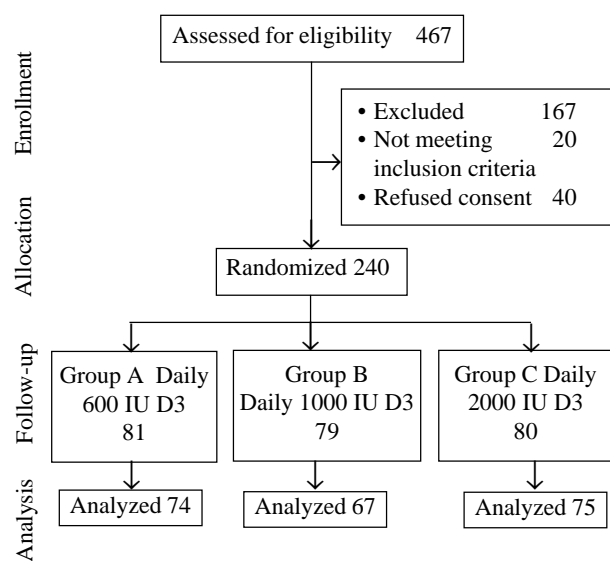 Enrollment
Assessed for eligibility 467
• Excluded 167
• Not meeting 20
inclusion criteria
• Refused consent 40
Allocation
Randomized 240
Follow-up
Group A Daily
600 IU D3
81
Group B
Daily 1000 IU D3
79
Group C Daily
2000 IU D3
80
Analysis
Analyzed 74
Analyzed 67
Analyzed 75